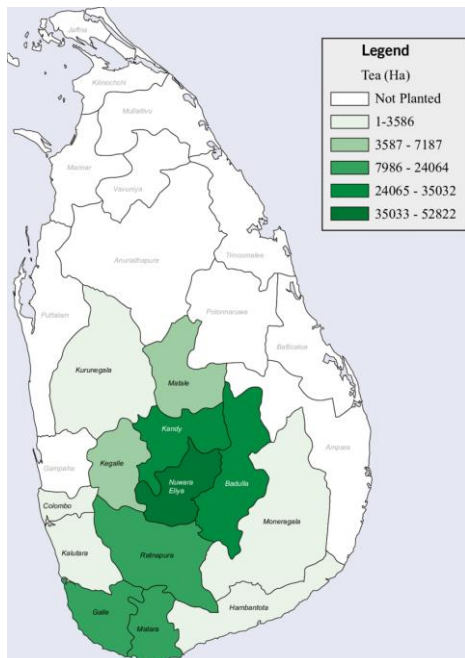 Jaffna
Kilinochchi
Mullaitivo
Mannar
Vavuniya
Anuradhapura
Trincomalee
Polonnaruwa
Puttalam
Batticaloa
Kurunegala
Matale
Kandy
Ampara
Kegalle
Gampaha
Nuwara
Eliya
Badulla
Colombo
Moneragala
Kalutara
Ratnapura
Hambantota
Galle
Matara
Legend
Tea (Ha)
Not Planted
1-3586
3587 - 7187
7986 - 24064
24065 - 35032
35033 - 52822